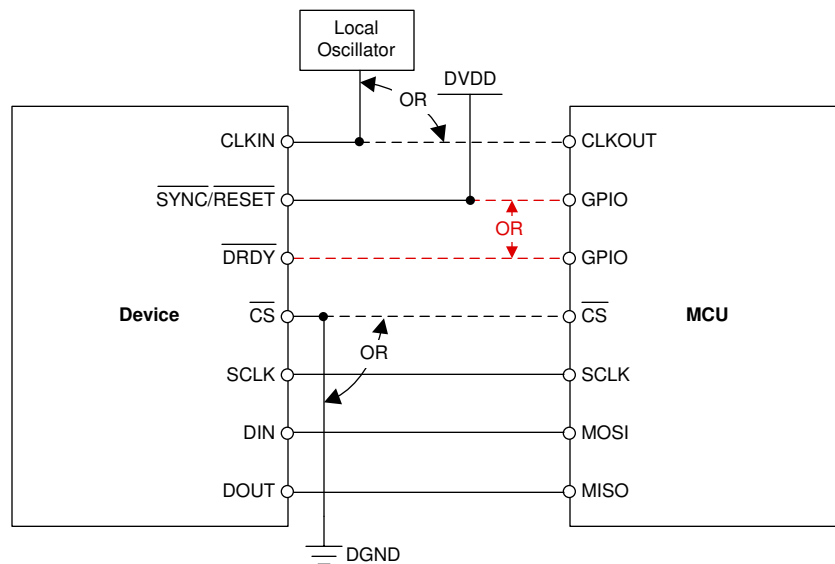 Local
Oscillator
DVDD
OR
CLKIN
CLKOUT
SYNC/RESET
GPIO
OR
DRDY
GPIO
Device
CS
CS
MCU
OR
SCLK
SCLK
DIN
MOSI
DOUT
MISO
DGND